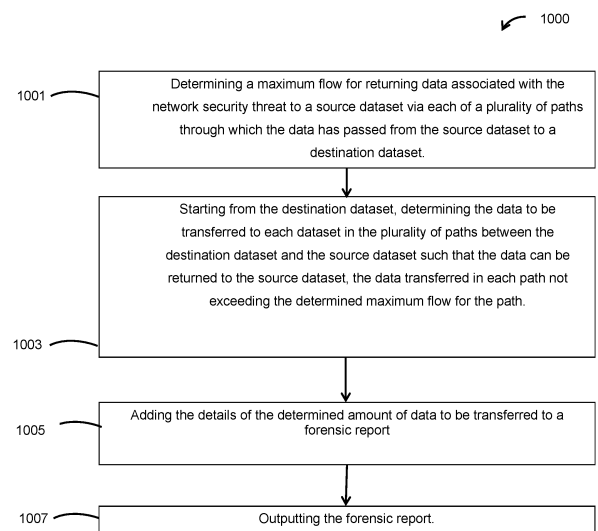 1000
1001
Determining a maximum flow for returning data associated with the
network security threat to a source dataset via each of a plurality of paths
through which the data has passed from the source dataset to a
destination dataset.
Starting from the destination dataset, determining the data to be
transferred to each dataset in the plurality of paths between the
destination dataset and the source dataset such that the data can be
returned to the source dataset, the data transferred in each path not
exceeding the determined maximum flow for the path.
1003
Adding the details of the determined amount of data to be transferred to a
forensic report
1005
1007
Outputting the forensic report.